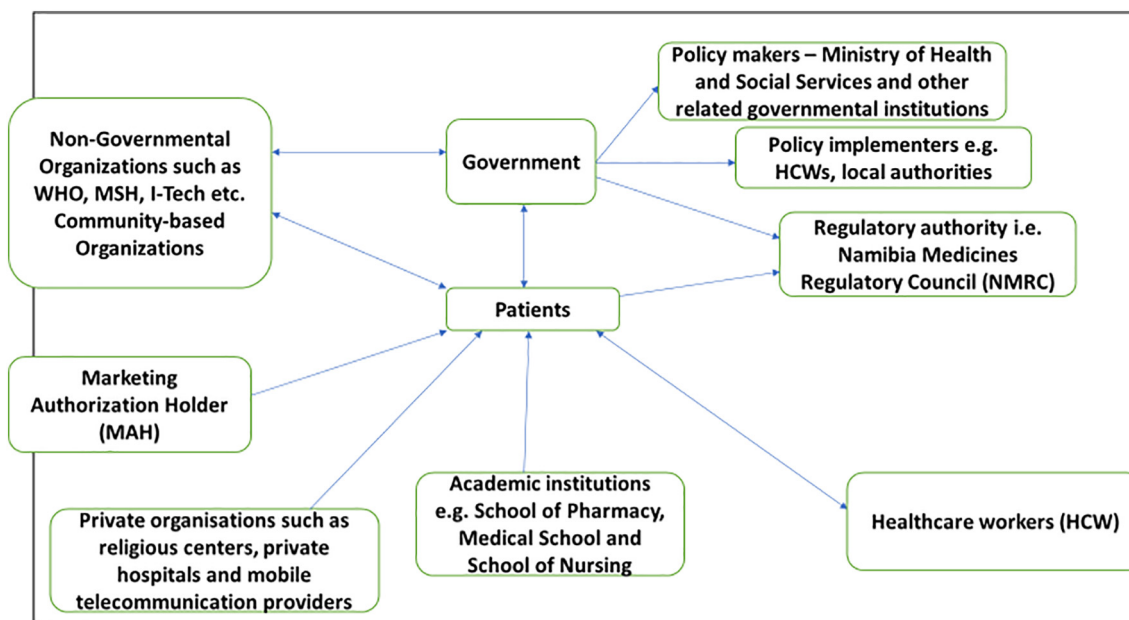 Policy makers – Ministry of Health
and Social Services and other
related governmental institutions
Non-Governmental
Organizations such as
WHO, MSH, I-Tech etc.
Community-based
Organizations
Government
Policy implementers e.g.
HCWs, local authorities
Regulatory authority i.e.
Namibia Medicines
Regulatory Council (NMRC)
Patients
Marketing
Authorization Holder
(MAH)
Private organisations such as
religious centers, private
hospitals and mobile
telecommunication providers
Academic institutions
e.g. School of Pharmacy,
Medical School and
School of Nursing
Healthcare workers (HCW)